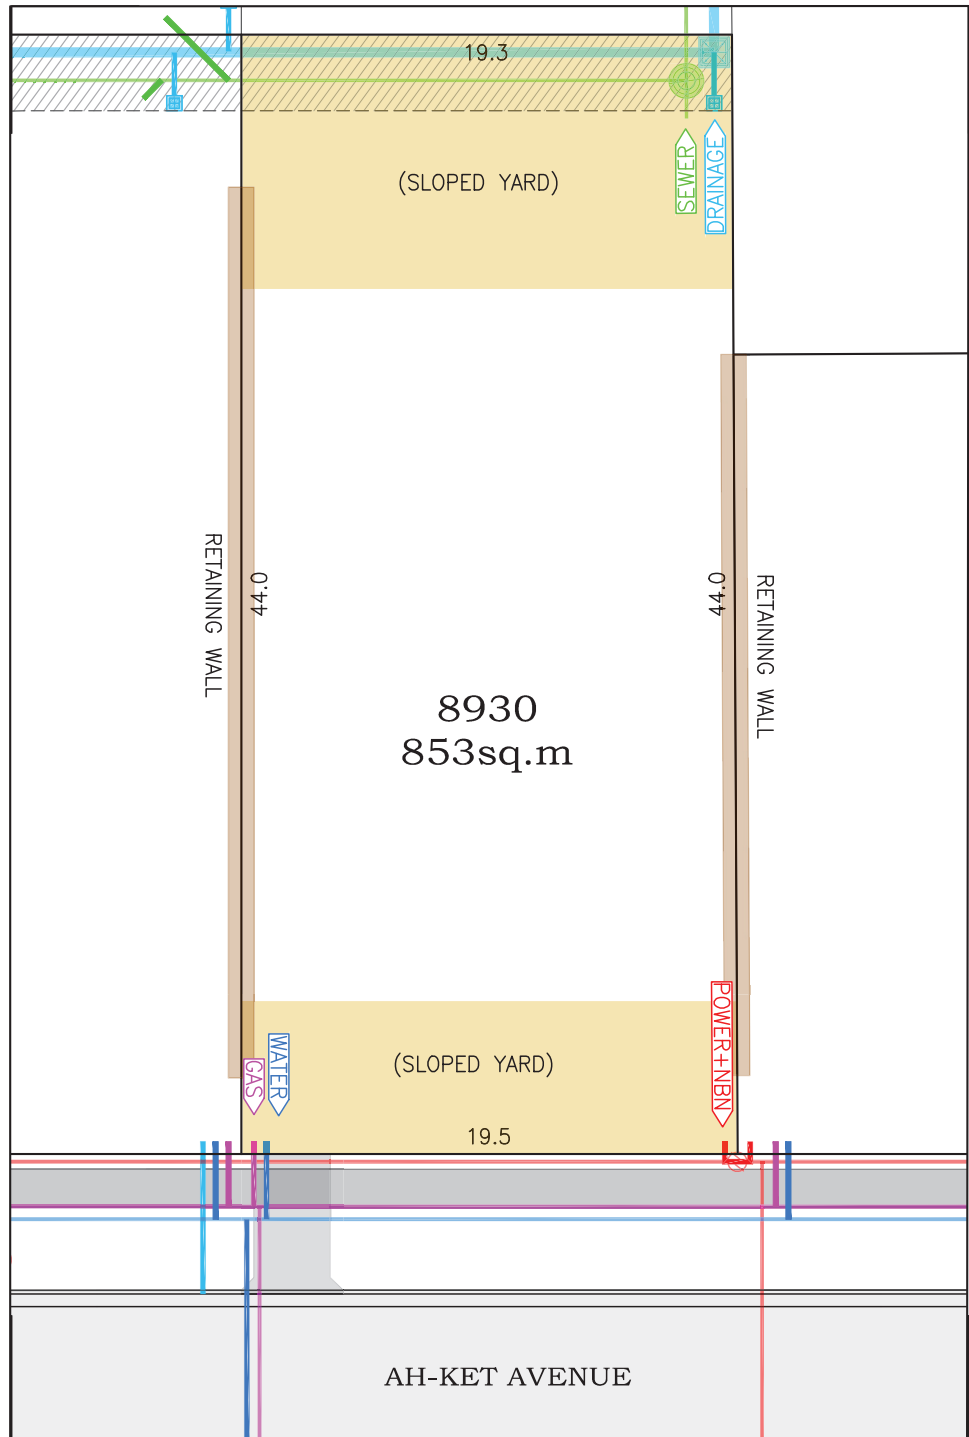 19.3
SEWER
DRAINAGE
(SLOPED YARD)
RETAINING WALL
44.0
44.0
RETAINING WALL
8930
853sq.m
POWER+NBN
WATER
GAS
(SLOPED YARD)
19.5
AH-KET AVENUE